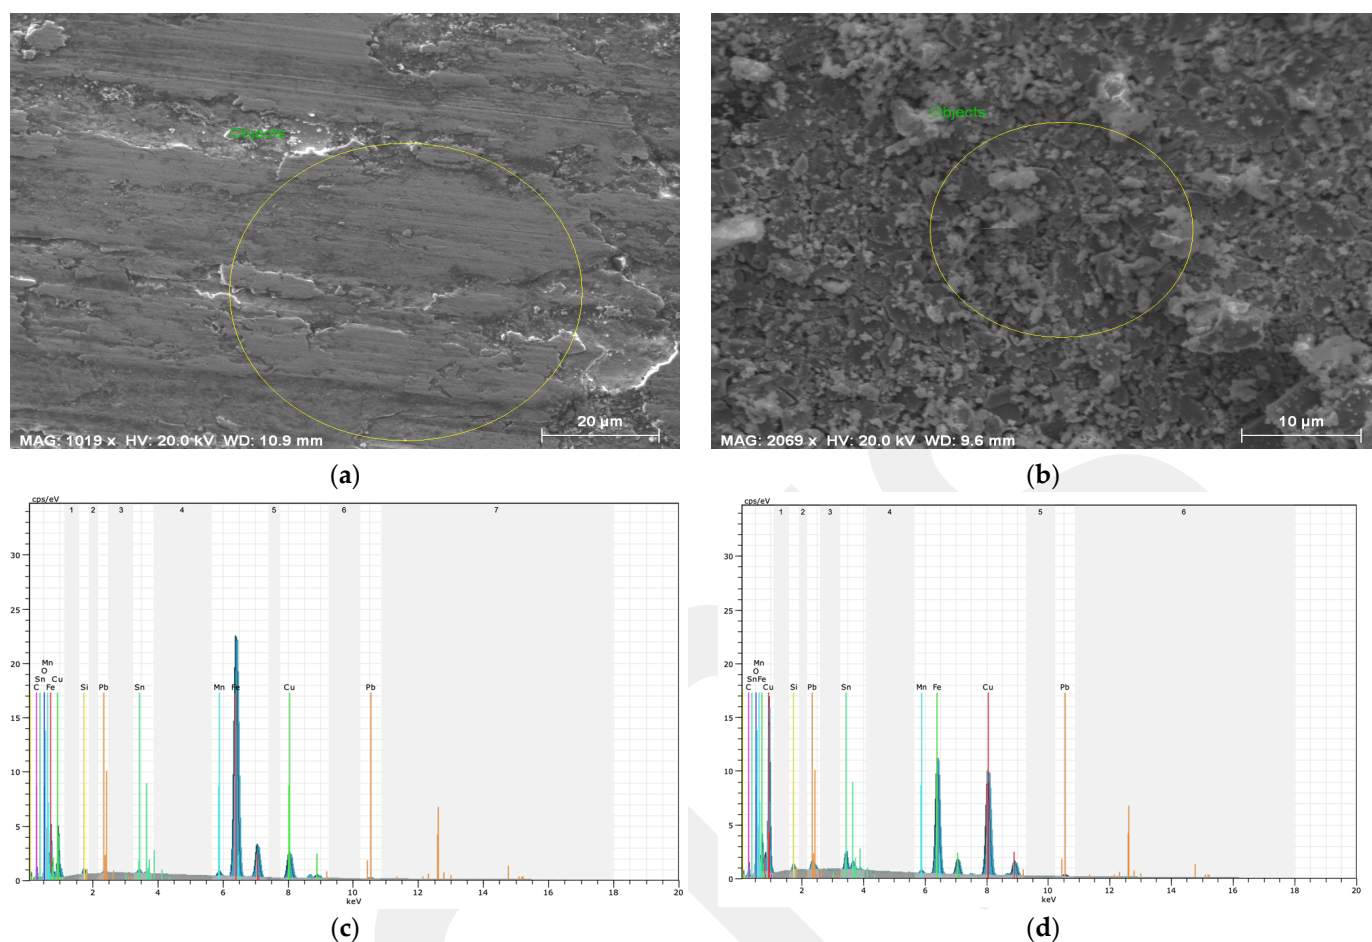 Objects
20 µm
MAG: 1019 x HV: 20.0 kV WD: 10.9 mm
(a)
Objects
10 µm
MAG: 2069 x HV: 20.0 kV WD: 9.6 mm
(b)
cps/eV
1 2 3 4 5 6 7
30
25
20
15
10
5
0
Mn
O
Sn
C Fe Cu Si Pb Sn Mn Fe Cu Pb
2 4 6 8 10 12 14 16 18 20
keV
(c)
cps/eV
1 2 3 4 5 6
30
25
20
15
10
5
0
Mn
O
Sn Fe
C Cu Si Pb Sn Mn Fe Cu Pb
2 4 6 8 10 12 14 16 18 20
keV
(d)